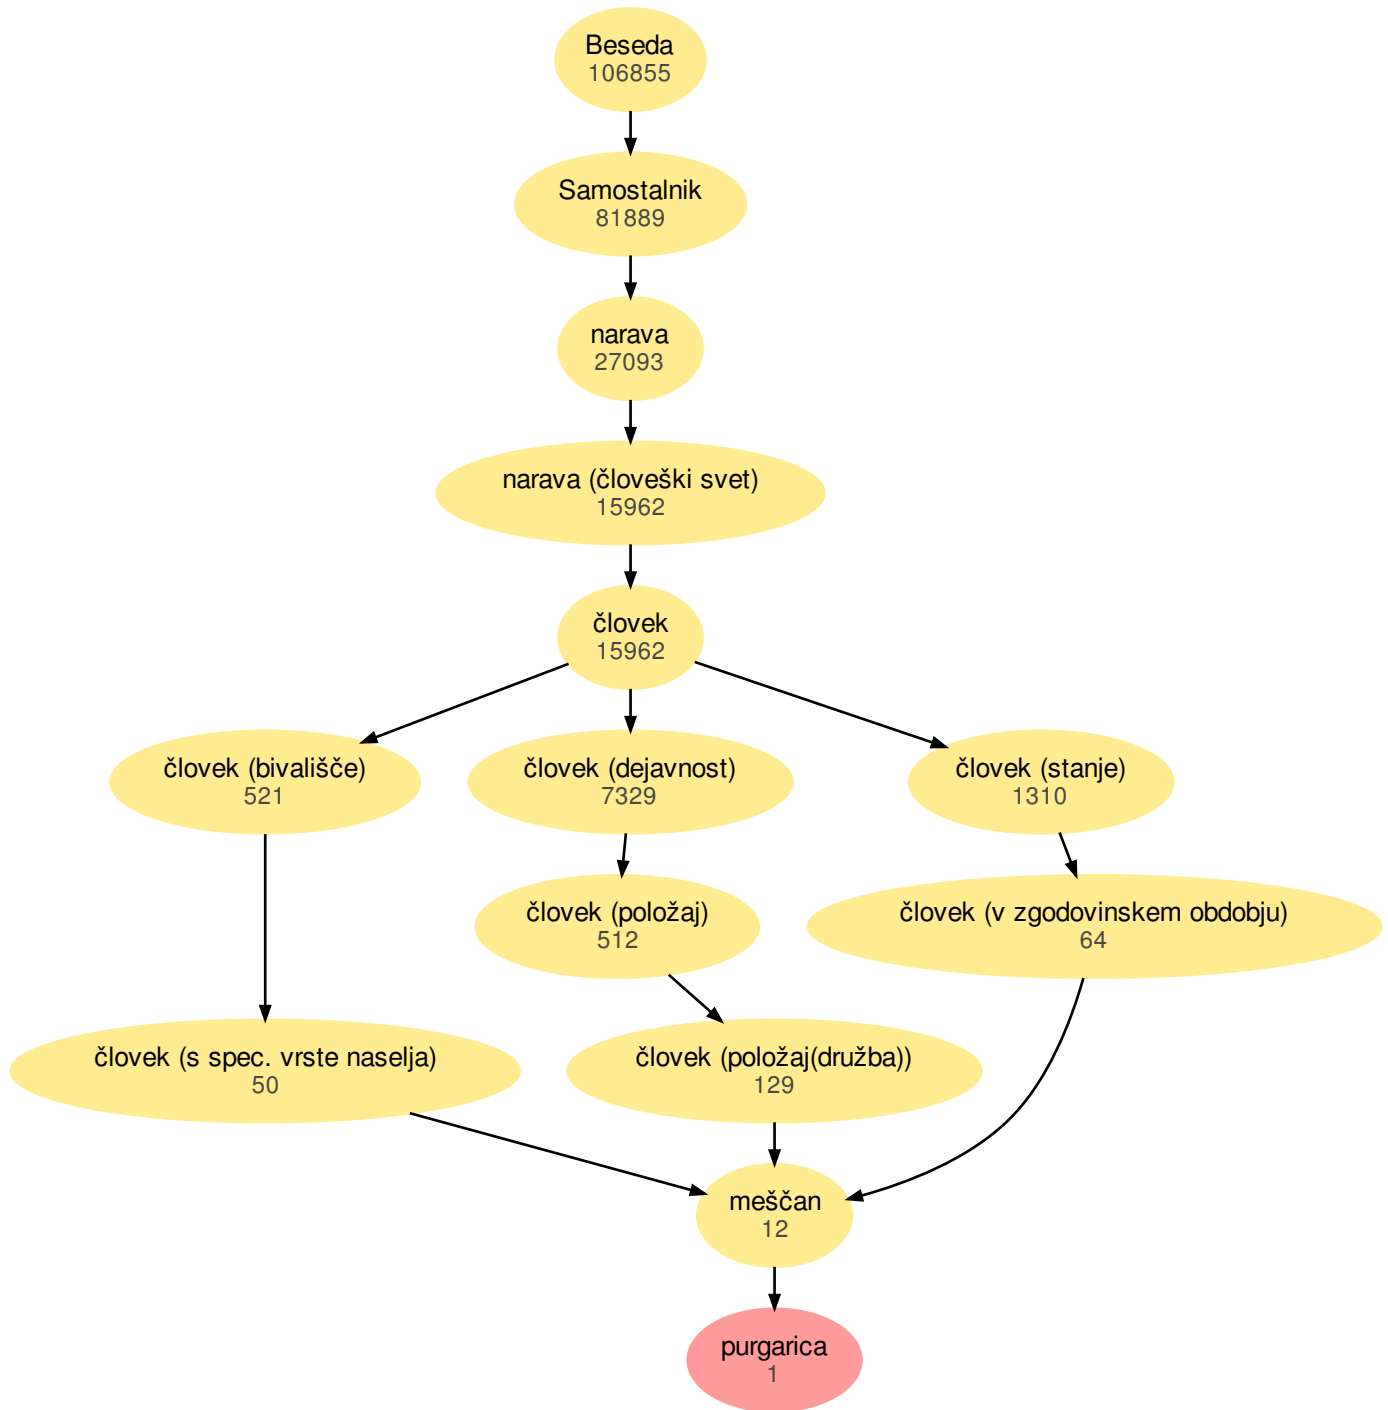 Beseda
106855
Samostalnik
81889
narava
27093
narava (človeški svet)
15962
človek
15962
človek (bivališče)
521
človek (dejavnost)
7329
človek (stanje)
1310
človek (položaj)
512
človek (v zgodovinskem obdobju)
64
človek (s spec. vrste naselja)
50
človek (položaj(družba))
129
meščan
12
purgarica
1